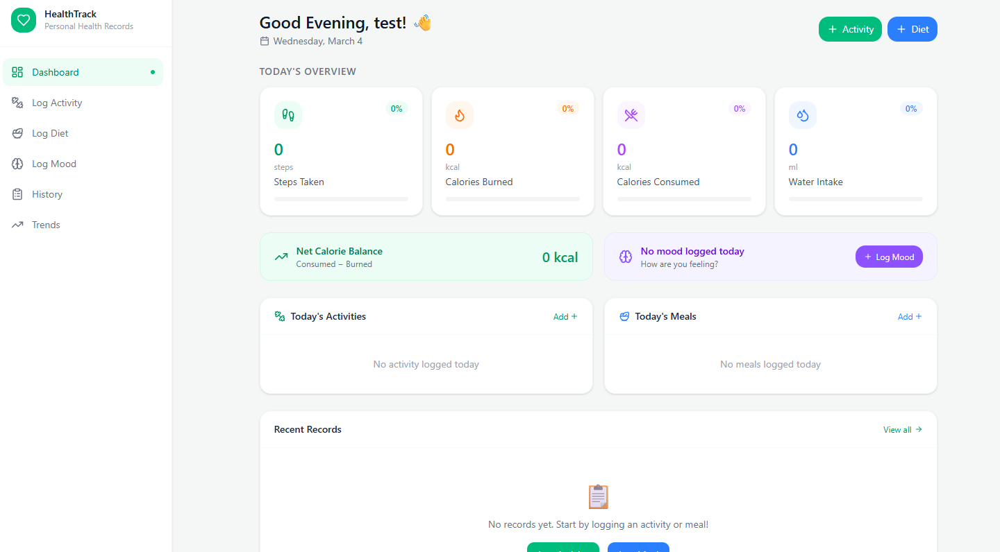 HealthTrack
Personal Health Records
Dashboard
Log Activity
Log Diet
Log Mood
History
Trends
Good Evening, test! 👋
Wednesday, March 4
+ Activity
+ Diet
TODAY'S OVERVIEW
0%
0
steps
Steps Taken
0%
0
kcal
Calories Burned
0%
0
kcal
Calories Consumed
0%
0
ml
Water Intake
Net Calorie Balance
Consumed − Burned
0 kcal
No mood logged today
How are you feeling?
+ Log Mood
Today's Activities
Add +
No activity logged today
Today's Meals
Add +
No meals logged today
Recent Records
View all →
No records yet. Start by logging an activity or meal!